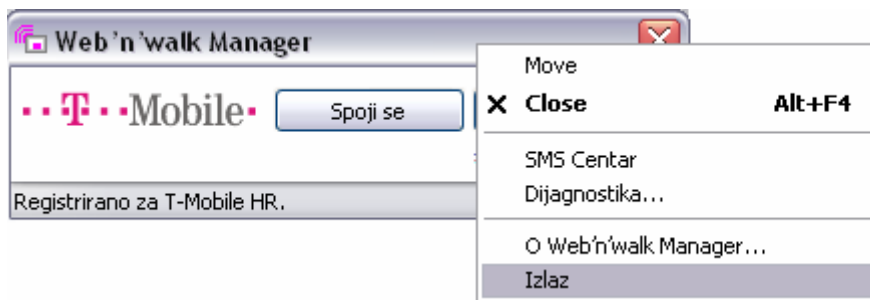 Web'n'walk Manager
Move
Close Alt+F4
T Mobile Spoji se
SMS Centar
Dijagnostika...
Registrirano za T-Mobile HR.
O Web'n'walk Manager...
Izlaz